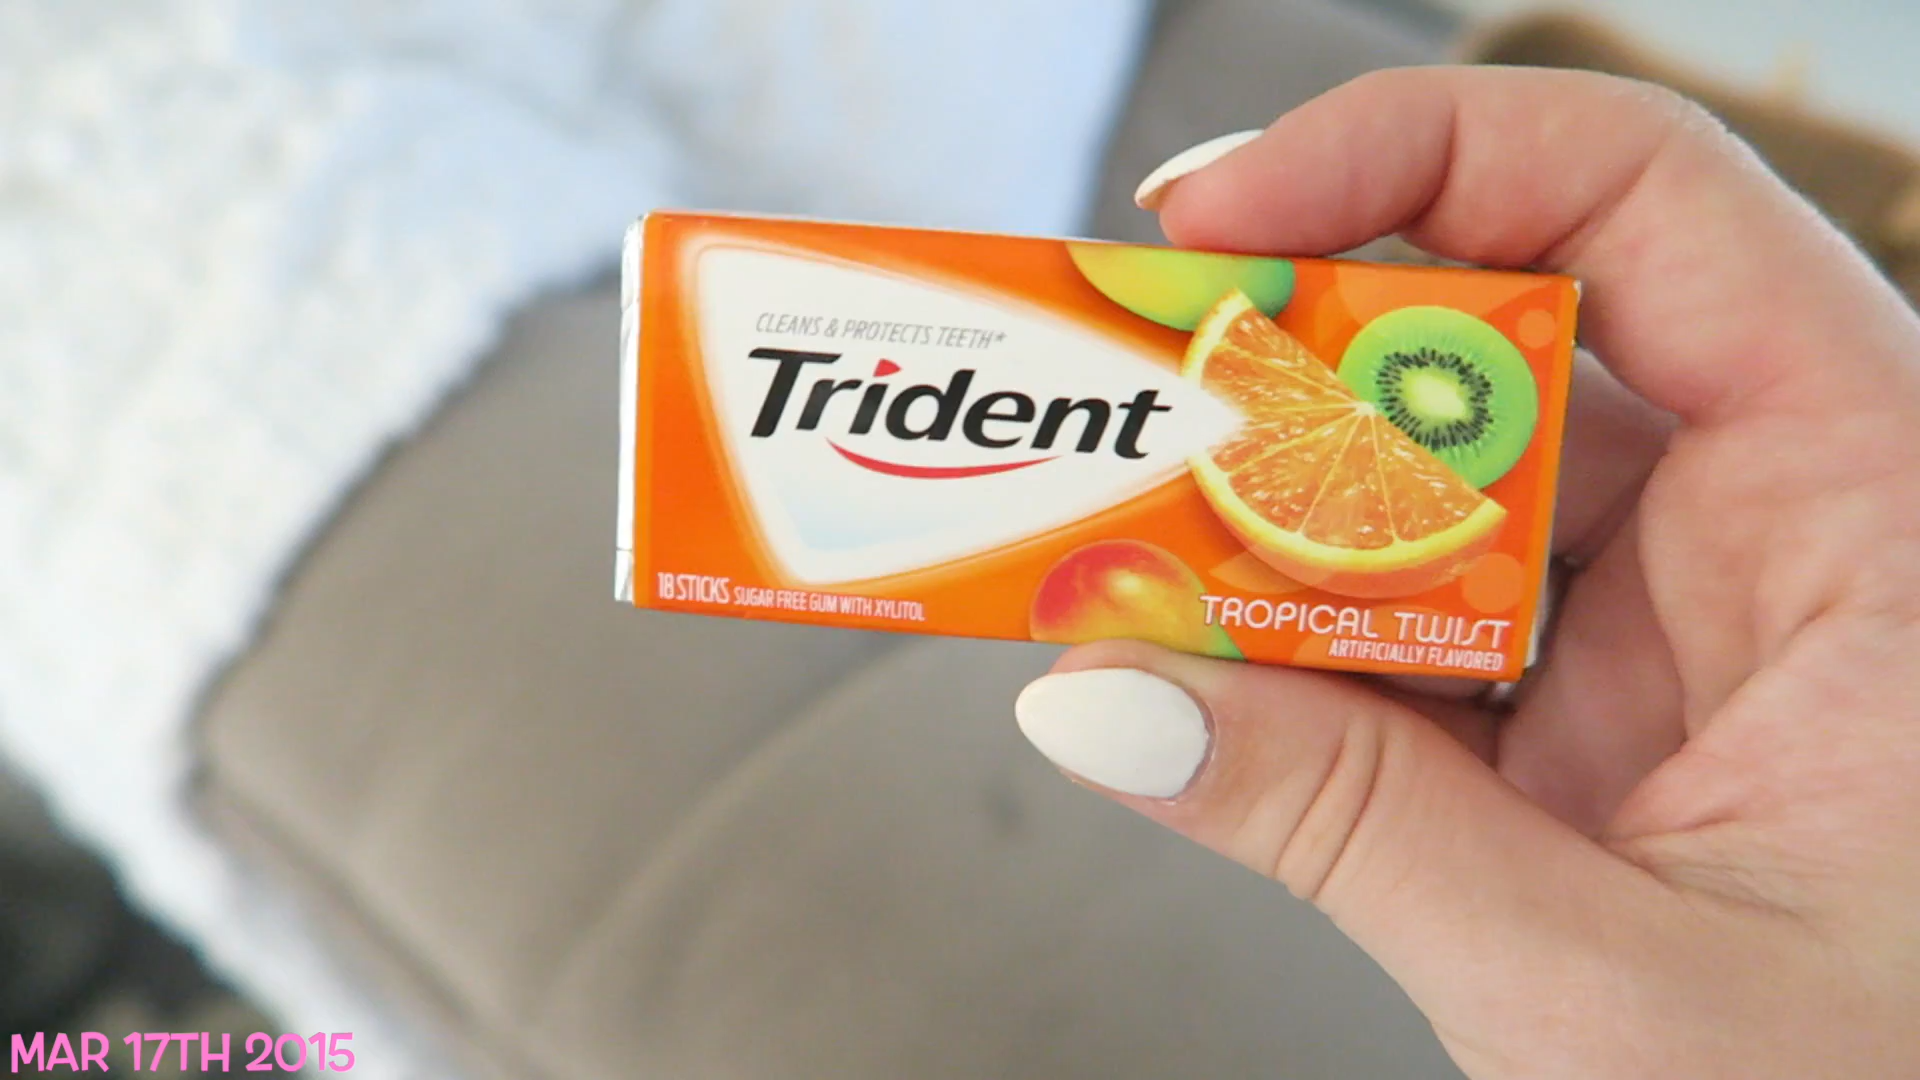 CLEANS & PROTECTS TEETH*
Trident
18 STICKS SUGAR FREE GUM WITH XYLITOL
TROPICAL TWIST
ARTIFICIALLY FLAVORED
MAR 17TH 2015